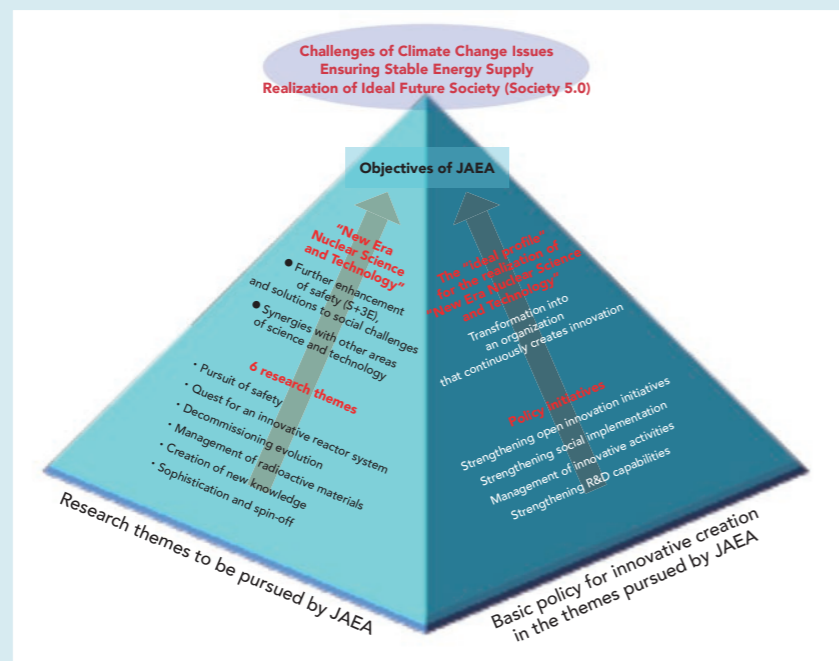 Challenges of Climate Change Issues
Ensuring Stable Energy Supply
Realization of Ideal Future Society (Society 5.0)
Objectives of JAEA
"New Era
Nuclear Science
and Technology"
● Further enhancement
of safety (S+3E),
and solutions to social challenges
● Synergies with other areas
of science and technology
6 research themes
・Pursuit of safety
・Quest for an innovative reactor system
・Decommissioning evolution
・Management of radioactive materials
・Creation of new knowledge
・Sophistication and spin-off
Research themes to be pursued by JAEA
The "ideal profile"
for the realization of
"New Era Nuclear Science
and Technology"
Transformation into
an organization
that continuously creates innovation
Policy initiatives
Strengthening open innovation initiatives
Strengthening social implementation
Management of innovative activities
Strengthening R&D capabilities
Basic policy for innovative creation
in the themes pursued by JAEA